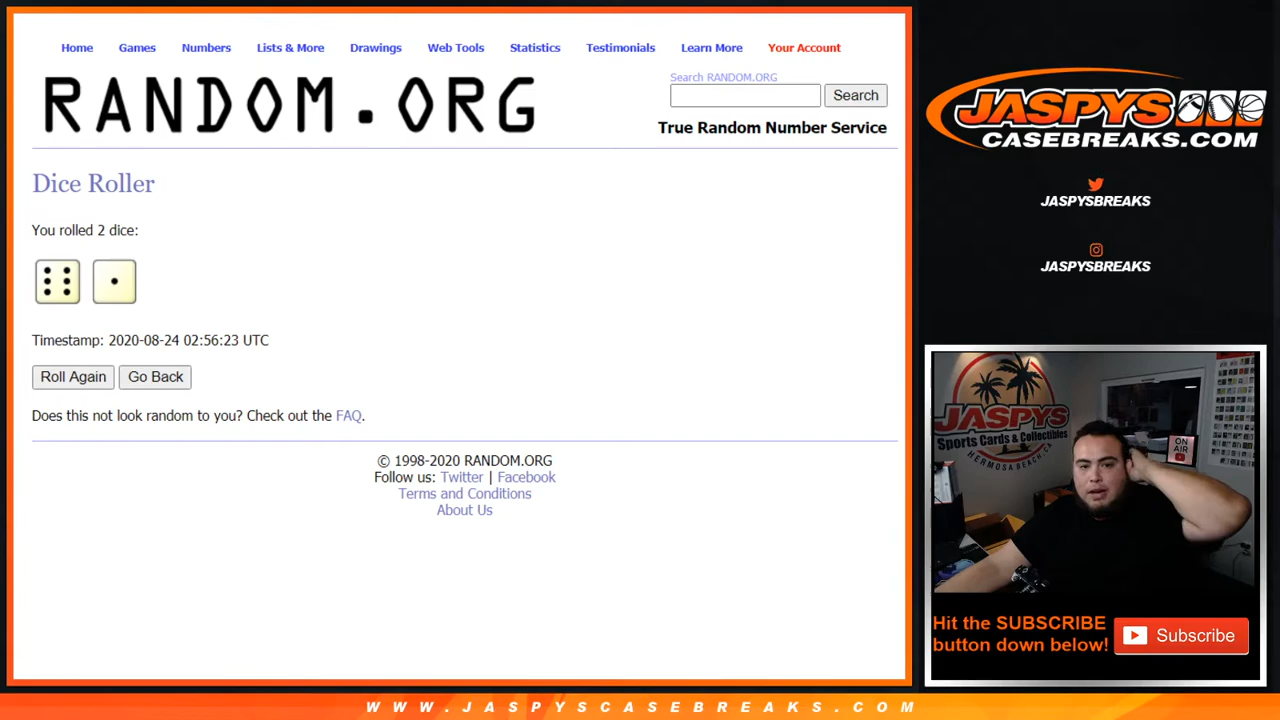 Home Games Numbers Lists & More Drawings Web Tools Statistics Testimonials Learn More Your Account
RANDOM.ORG
Search RANDOM.ORG
Search
True Random Number Service
Dice Roller
You rolled 2 dice:
Timestamp: 2020-08-24 02:56:23 UTC
Roll Again Go Back
Does this not look random to you? Check out the FAQ.
© 1998-2020 RANDOM.ORG
Follow us: Twitter | Facebook
Terms and Conditions
About Us
JASPYS
CASEBREAKS.COM
JASPYSBREAKS
JASPYSBREAKS
JASPYS
Sports Cards & Collectibles
HERMOSA BEACH, CA
ON
AIR
Hit the SUBSCRIBE
button down below!
Subscribe
WWW.JASPYSCASEBREAKS.COM